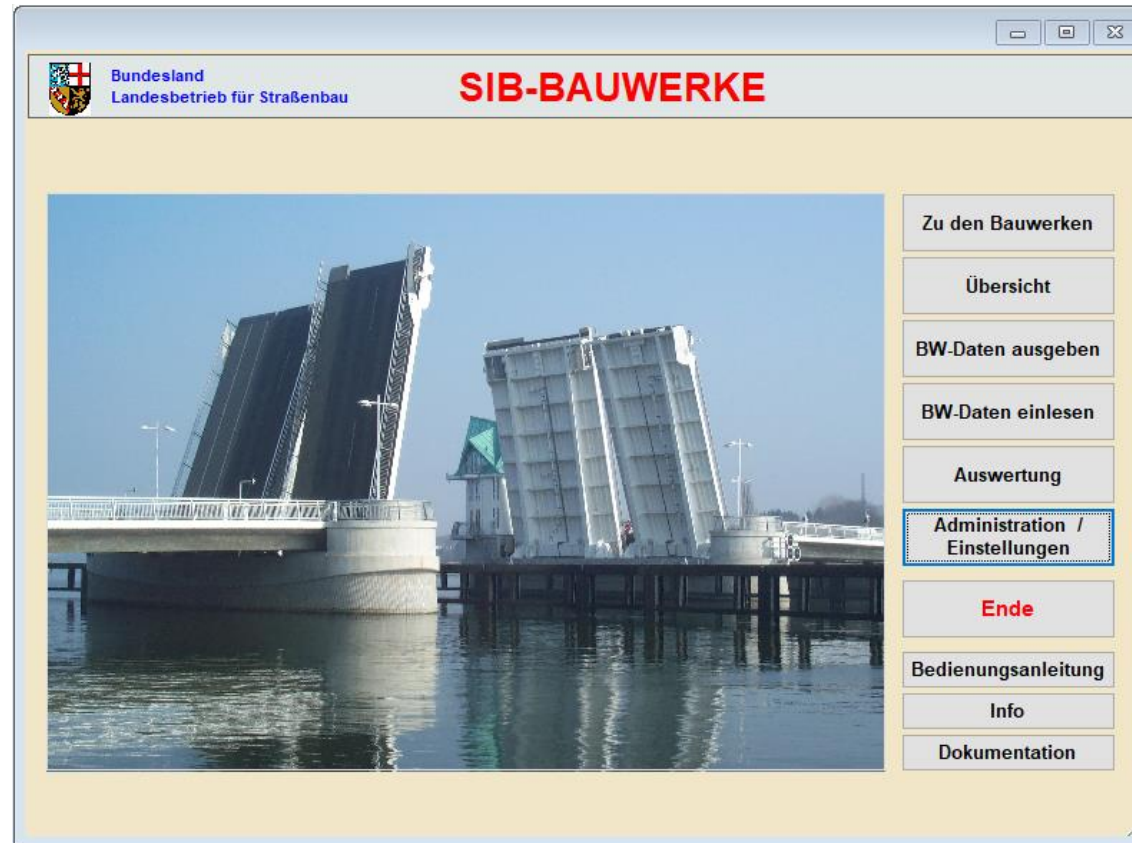 Bundesland
Landesbetrieb für Straßenbau
SIB-BAUWERKE
Zu den Bauwerken
Übersicht
BW-Daten ausgeben
BW-Daten einlesen
Auswertung
Administration /
Einstellungen
Ende
Bedienungsanleitung
Info
Dokumentation